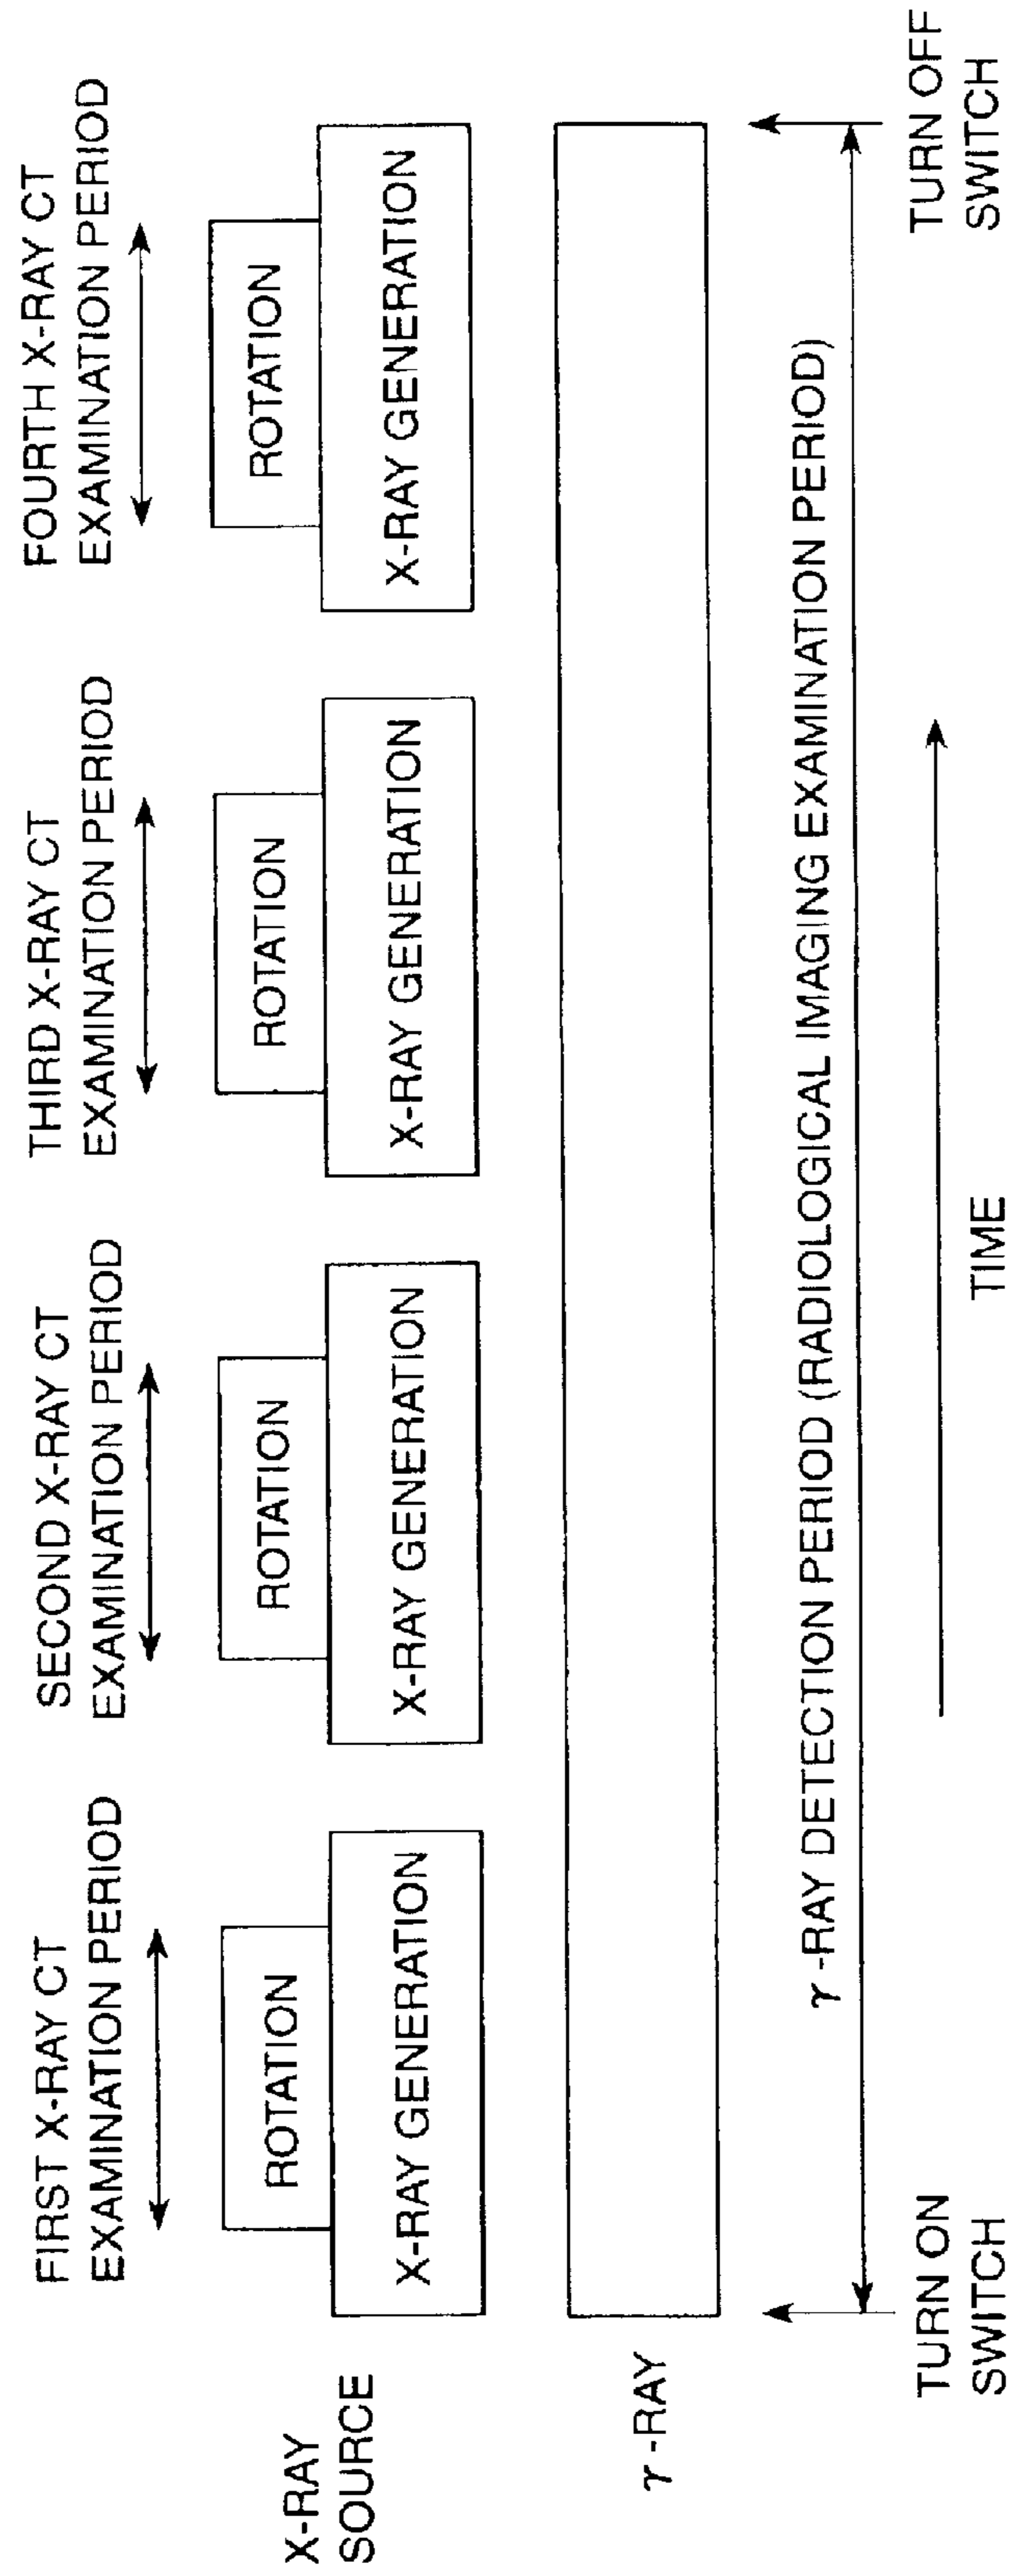 FIRST X-RAY CT
EXAMINATION PERIOD
SECOND X-RAY CT
EXAMINATION PERIOD
THIRD X-RAY CT
EXAMINATION PERIOD
FOURTH X-RAY CT
EXAMINATION PERIOD
X-RAY
SOURCE
ROTATION
X-RAY GENERATION
ROTATION
X-RAY GENERATION
ROTATION
X-RAY GENERATION
ROTATION
X-RAY GENERATION
γ -RAY
γ -RAY DETECTION PERIOD (RADIOLOGICAL IMAGING EXAMINATION PERIOD)
TURN ON
SWITCH
TIME
TURN OFF
SWITCH